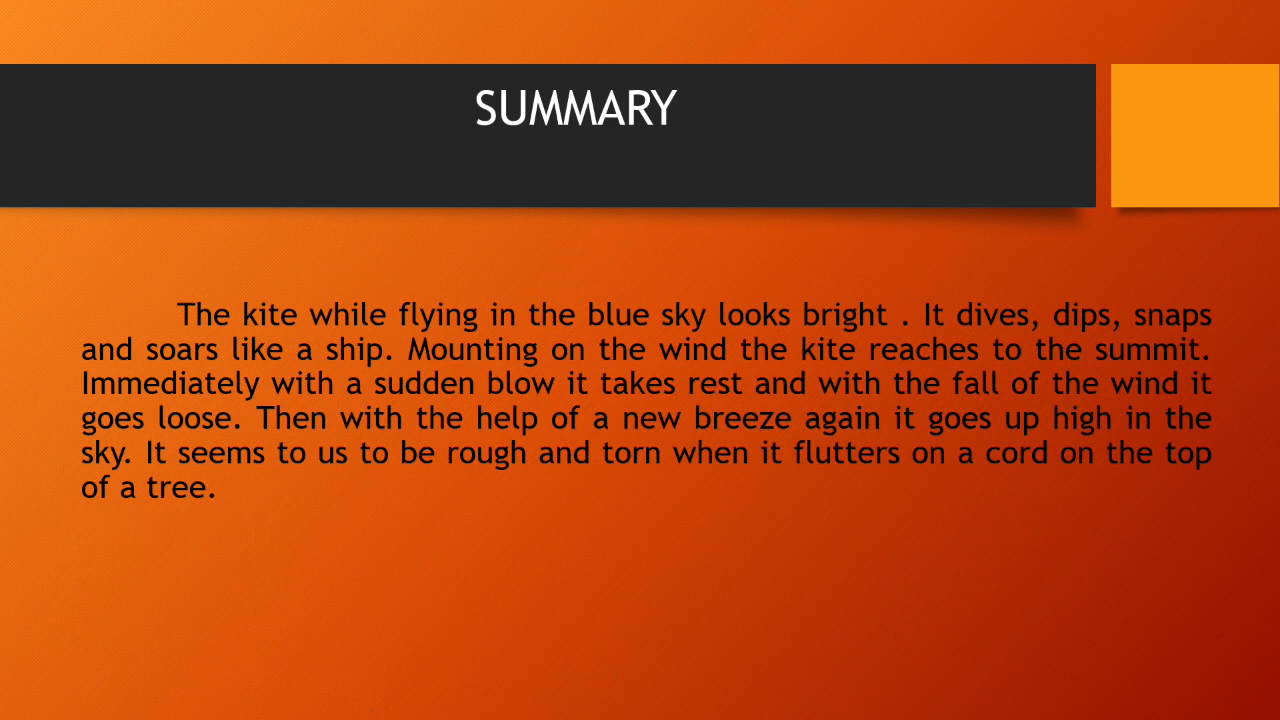 SUMMARY
The kite while flying in the blue sky looks bright . It dives, dips, snaps
and soars like a ship. Mounting on the wind the kite reaches to the summit.
Immediately with a sudden blow it takes rest and with the fall of the wind it
goes loose. Then with the help of a new breeze again it goes up high in the
sky. It seems to us to be rough and torn when it flutters on a cord on the top
of a tree.